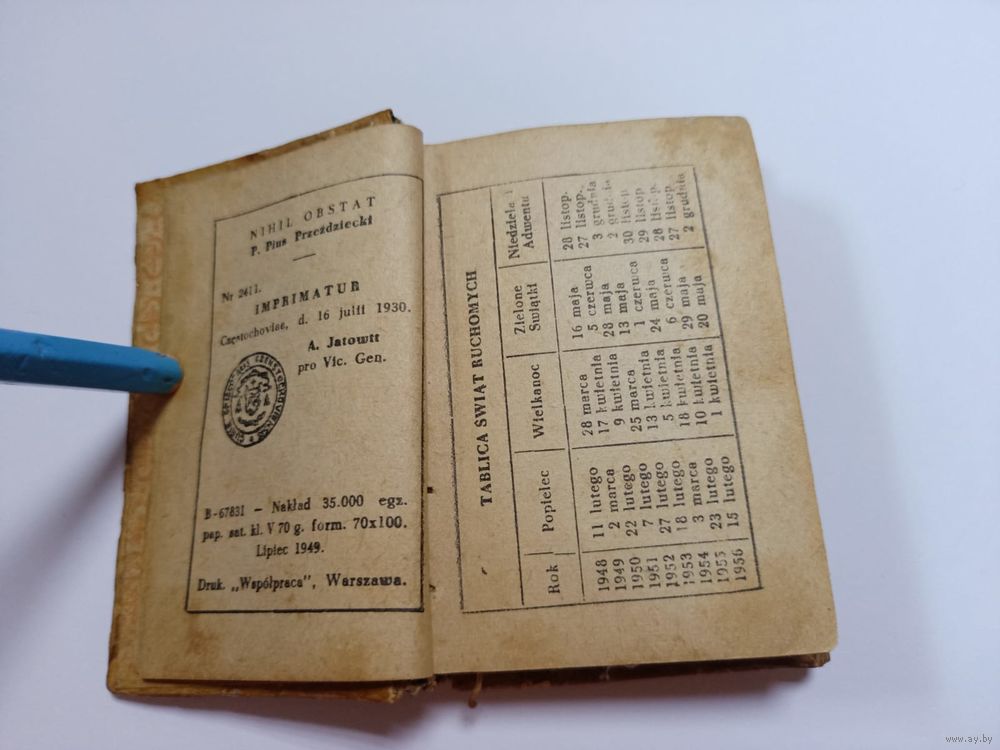 NIHIL OBSTAT
P. Pius Przeździecki
Nr 2411.
IMPRIMATUR
Częstochoviae, d. 16 julii 1930.
A. Jatowtt
pro Vic. Gen.
B-67831 — Nakład 35.000 egz.
pap. sat. kl. V 70 g. form. 70x100.
Lipiec 1949.
Druk. „Współpraca", Warszawa.
TABLICA ŚWIĄT RUCHOMYCH
Rok Popielec Wielkanoc Zielone Świątki Niedziela Adwentu
1948 11 lutego 28 marca 16 maja 28 listop.
1949 2 marca 17 kwietnia 5 czerwca 27 listop.
1950 22 lutego 9 kwietnia 28 maja 3 grudnia
1951 7 lutego 25 marca 13 maja 2 grudnia
1952 27 lutego 13 kwietnia 1 czerwca 30 listop
1953 18 lutego 5 kwietnia 24 maja 29 listop
1954 3 marca 18 kwietnia 6 czerwca 28 listop.
1955 23 lutego 10 kwietnia 29 maja 27 listop.
1956 15 lutego 1 kwietnia 20 maja 2 grudnia
www.ay.by